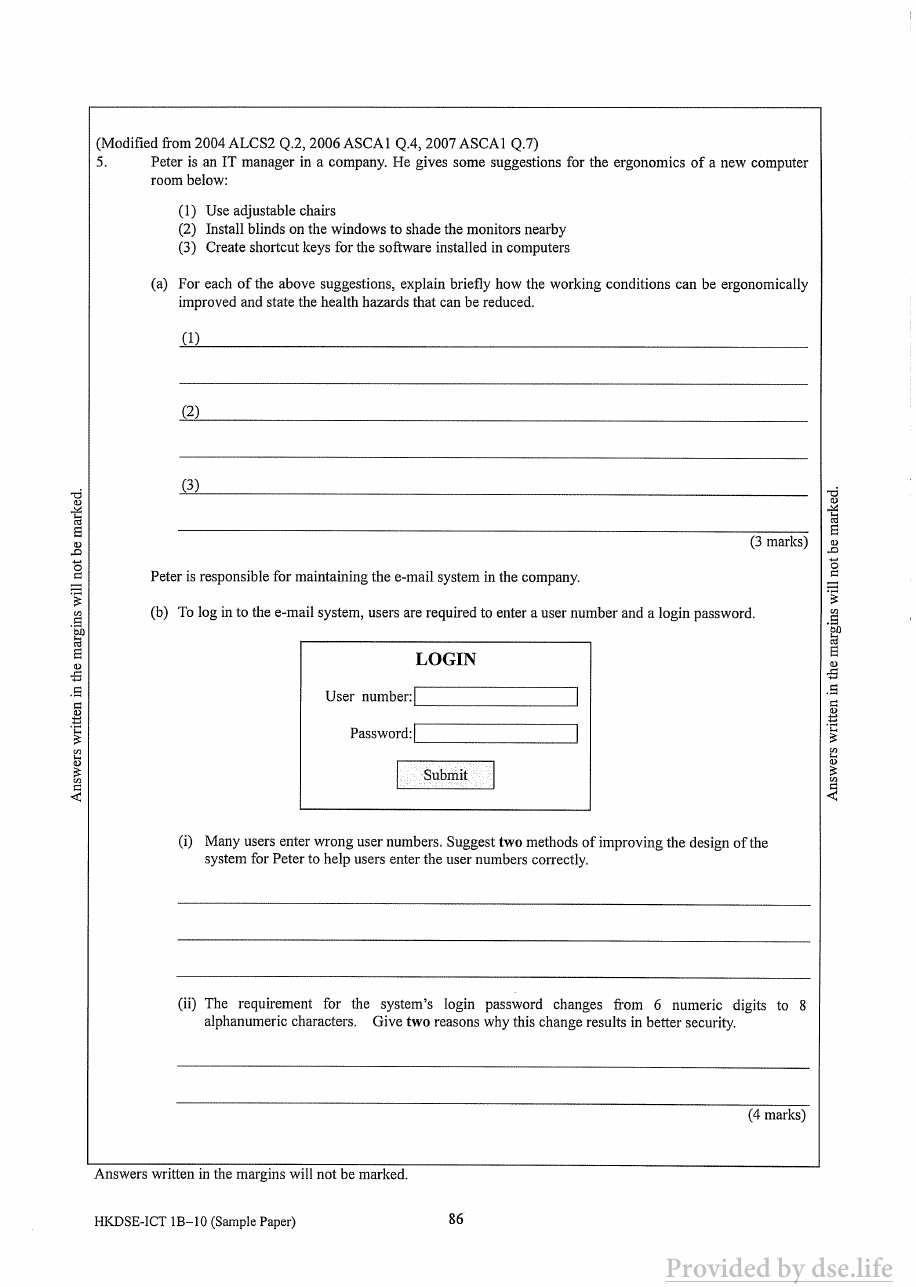 (Modified from 2004 ALCS2 Q.2, 2006 ASCA1 Q.4, 2007 ASCA1 Q.7)
5. Peter is an IT manager in a company. He gives some suggestions for the ergonomics of a new computer
room below:
(1) Use adjustable chairs
(2) Install blinds on the windows to shade the monitors nearby
(3) Create shortcut keys for the software installed in computers
(a) For each of the above suggestions, explain briefly how the working conditions can be ergonomically
improved and state the health hazards that can be reduced.
(1)
(2)
(3)
(3 marks)
Peter is responsible for maintaining the e-mail system in the company.
(b) To log in to the e-mail system, users are required to enter a user number and a login password.
LOGIN
User number:
Password:
Submit
(i) Many users enter wrong user numbers. Suggest two methods of improving the design of the
system for Peter to help users enter the user numbers correctly.
(ii) The requirement for the system's login password changes from 6 numeric digits to 8
alphanumeric characters. Give two reasons why this change results in better security.
(4 marks)
Answers written in the margins will not be marked.
Answers written in the margins will not be marked.
Answers written in the margins will not be marked.
HKDSE-ICT 1B–10 (Sample Paper)
86
Provided by dse.life